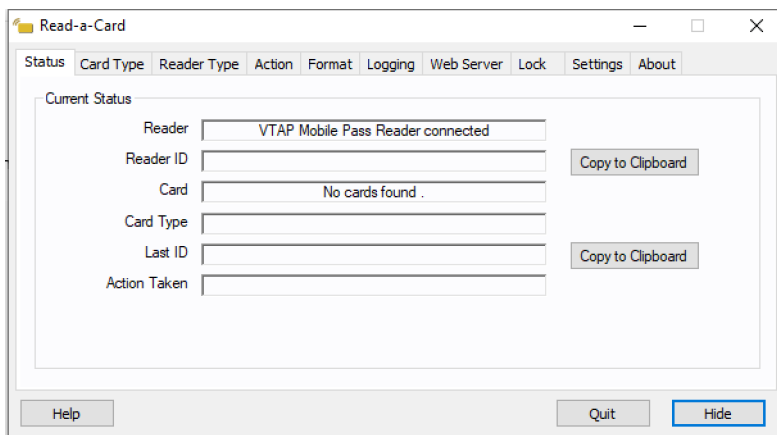 Read-a-Card
Status Card Type Reader Type Action Format Logging Web Server Lock Settings About
Current Status
Reader VTAP Mobile Pass Reader connected
Reader ID Copy to Clipboard
Card No cards found .
Card Type
Last ID Copy to Clipboard
Action Taken
Help Quit Hide